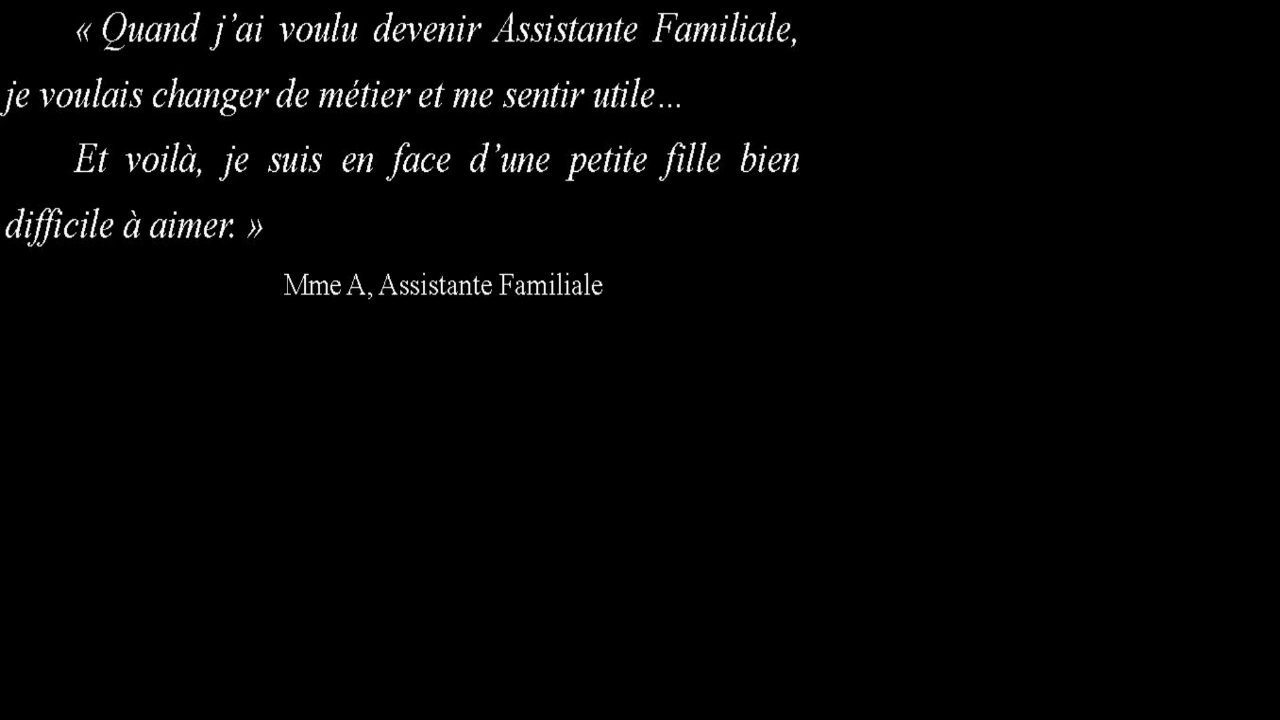 « Quand j’ai voulu devenir Assistante Familiale,
je voulais changer de métier et me sentir utile…
Et voilà, je suis en face d’une petite fille bien
difficile à aimer. »
Mme A, Assistante Familiale